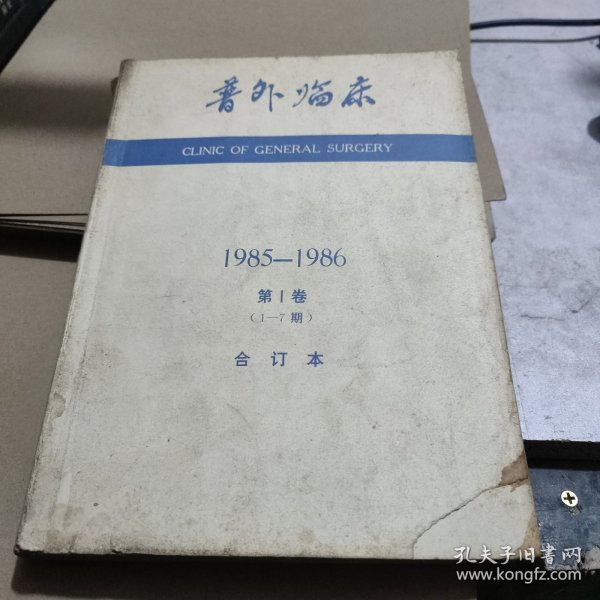 普外临床
CLINIC OF GENERAL SURGERY
1985—1986
第1卷
(1—7期)
合订本
孔夫子旧书网
www.kongfz.com